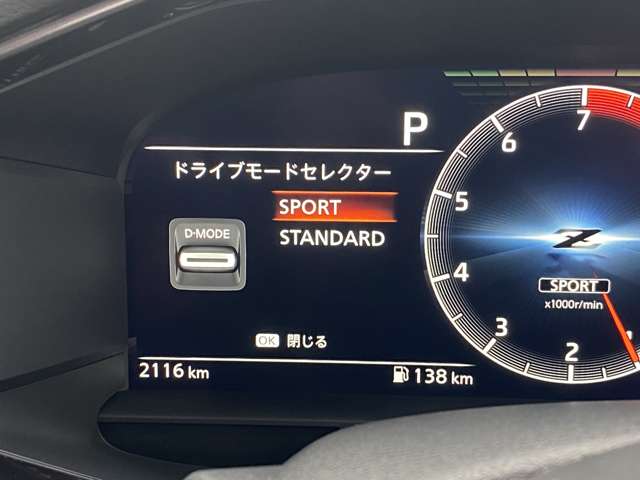 P
ドライブモードセレクター
SPORT
STANDARD
D-MODE
OK 閉じる
2116 km
138 km
7
6
5
4
3
2
Z
SPORT
x1000r/min